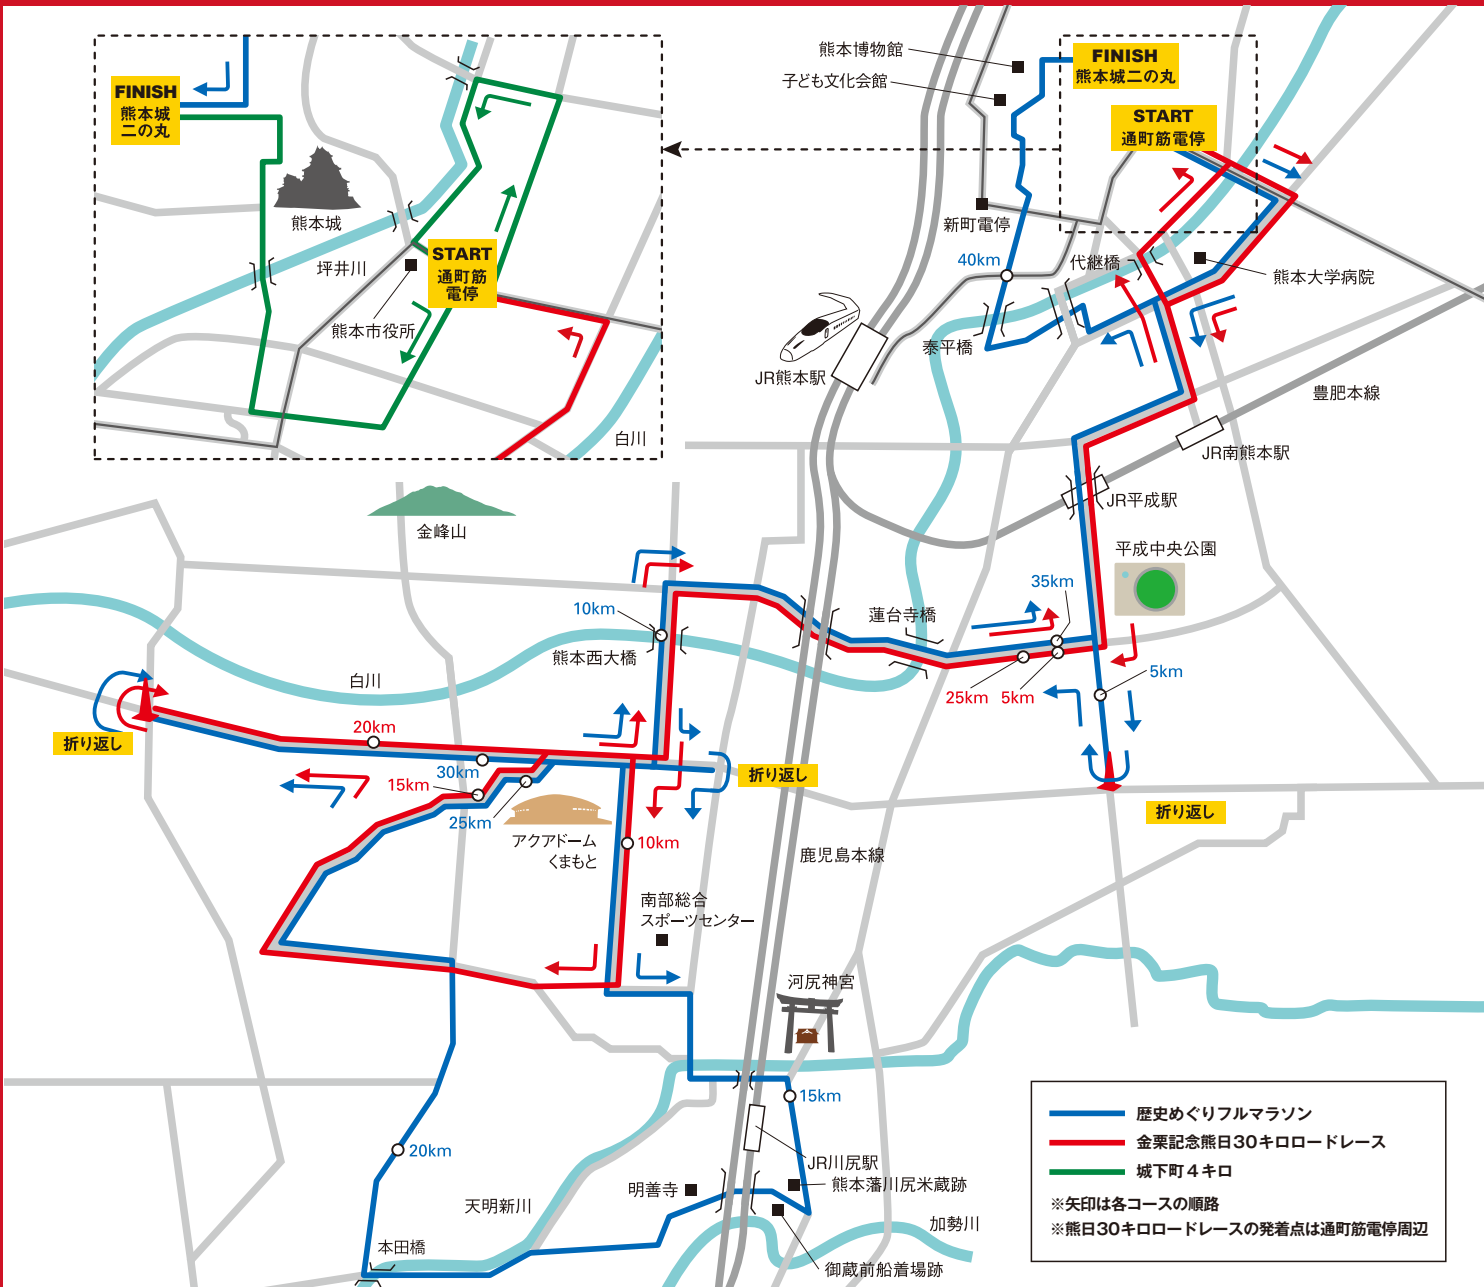 FINISH
熊本城
二の丸
熊本城
坪井川
START
通町筋
電停
熊本市役所
白川
熊本博物館
子ども文化会館
FINISH
熊本城二の丸
START
通町筋電停
新町電停
40km
代継橋
熊本大学病院
泰平橋
JR熊本駅
豊肥本線
JR南熊本駅
JR平成駅
平成中央公園
金峰山
35km
10km
蓮台寺橋
熊本西大橋
白川
25km
5km
5km
折り返し
20km
30km
15km
25km
折り返し
折り返し
アクアドーム
くまもと
10km
鹿児島本線
南部総合
スポーツセンター
河尻神宮
15km
20km
JR川尻駅
熊本藩川尻米蔵跡
明善寺
天明新川
加勢川
本田橋
御蔵前船着場跡
歴史めぐりフルマラソン
金栗記念熊日30キロロードレース
城下町4キロ
※矢印は各コースの順路
※熊日30キロロードレースの発着点は通町筋電停周辺